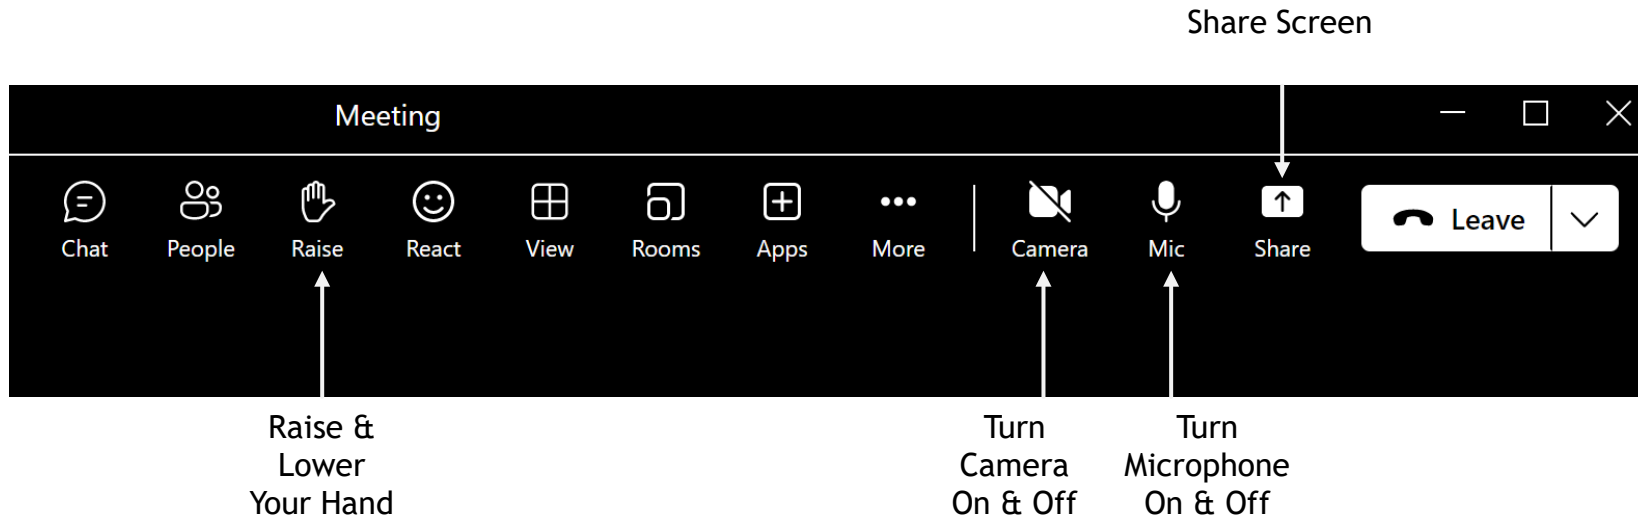 Share Screen
Meeting
Chat People Raise React View Rooms Apps More Camera Mic Share Leave
Raise &
Lower
Your Hand
Turn
Camera
On & Off
Turn
Microphone
On & Off